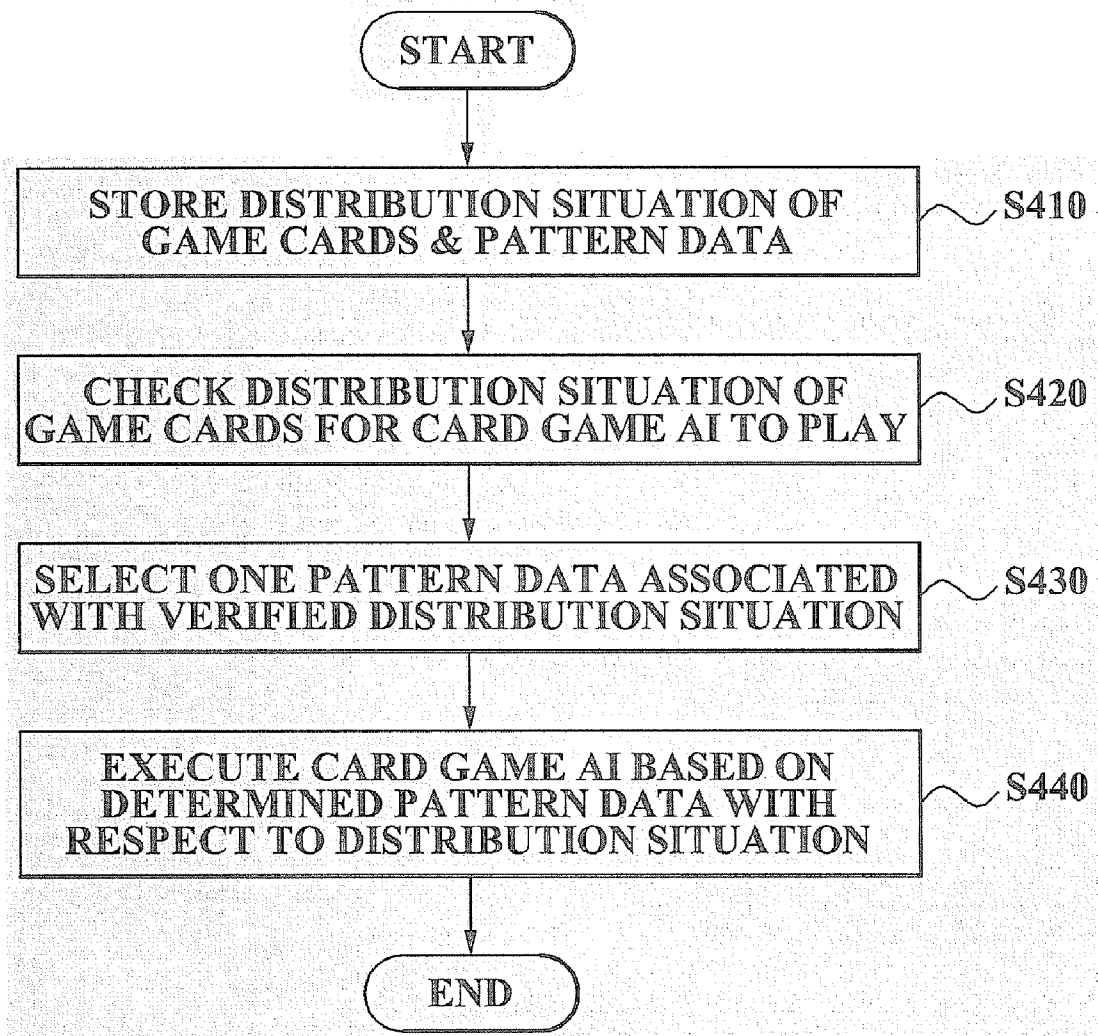 START
STORE DISTRIBUTION SITUATION OF
GAME CARDS & PATTERN DATA
S410
CHECK DISTRIBUTION SITUATION OF
GAME CARDS FOR CARD GAME AI TO PLAY
S420
SELECT ONE PATTERN DATA ASSOCIATED
WITH VERIFIED DISTRIBUTION SITUATION
S430
EXECUTE CARD GAME AI BASED ON
DETERMINED PATTERN DATA WITH
RESPECT TO DISTRIBUTION SITUATION
S440
END